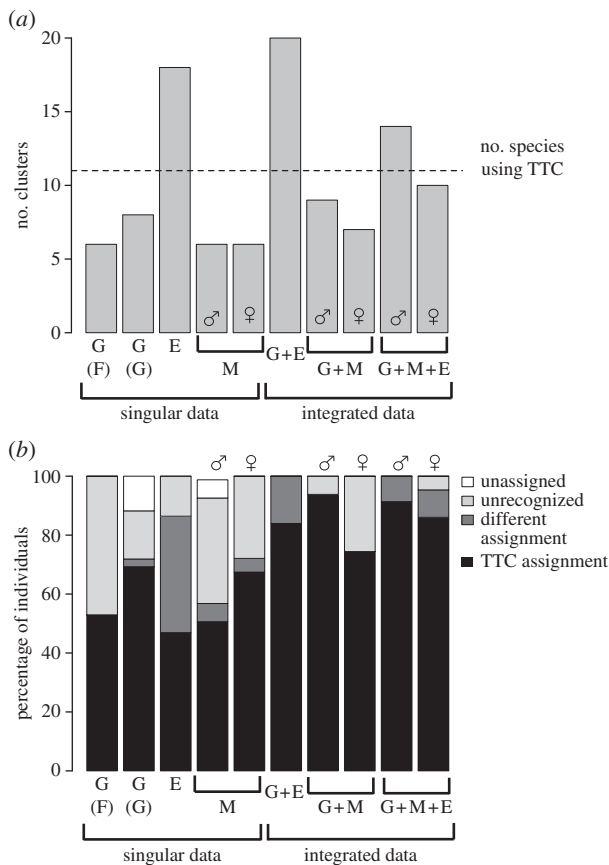 (a)
20
15
10
5
0
no. clusters
no. species
using TTC
♂ ♀ ♂ ♀ ♂ ♀
G G E G+E
(F) (G) M G+M G+M+E
singular data integrated data
(b)
♂ ♀ ♂ ♀ ♂ ♀
100
80
60
40
20
0
percentage of individuals
unassigned
unrecognized
different
assignment
TTC assignment
G G E G+E
(F) (G) M G+M G+M+E
singular data integrated data